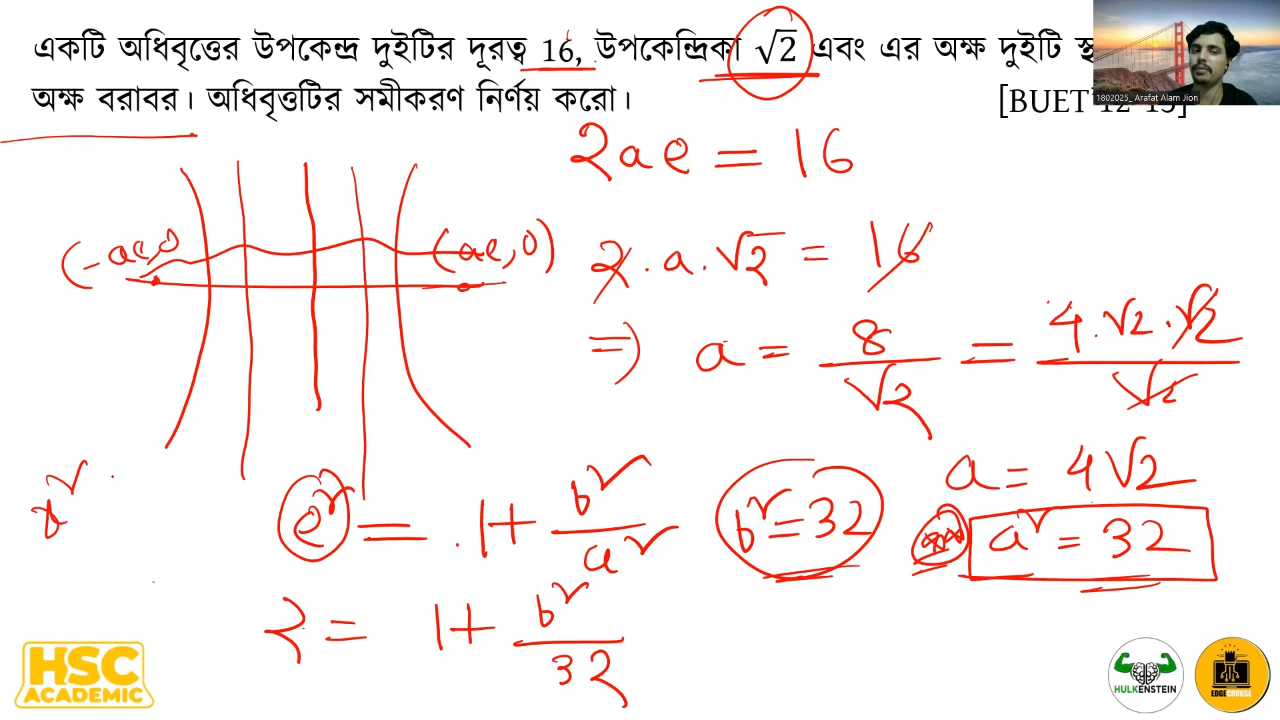 একটি অধিবৃত্তের উপকেন্দ্র দুইটির দূরত্ব 16, উপকেন্দ্রিকা √2 এবং এর অক্ষ দুইটি
অক্ষ বরাবর। অধিবৃত্তটির সমীকরণ নির্ণয় করো। [BUET
1802025_ Arafat Alam Jion
2ae = 16
(-ae,0 (ae,0)
2.a.√2 = 16
⇒ a = 8/√2 = 4.√2.√2/√2
a = 4√2
e² = 1+ b²/a² b² = 32 a² = 32
2 = 1+ b²/32
HSC
ACADEMIC
HULKENSTEIN
EDGECOURSE